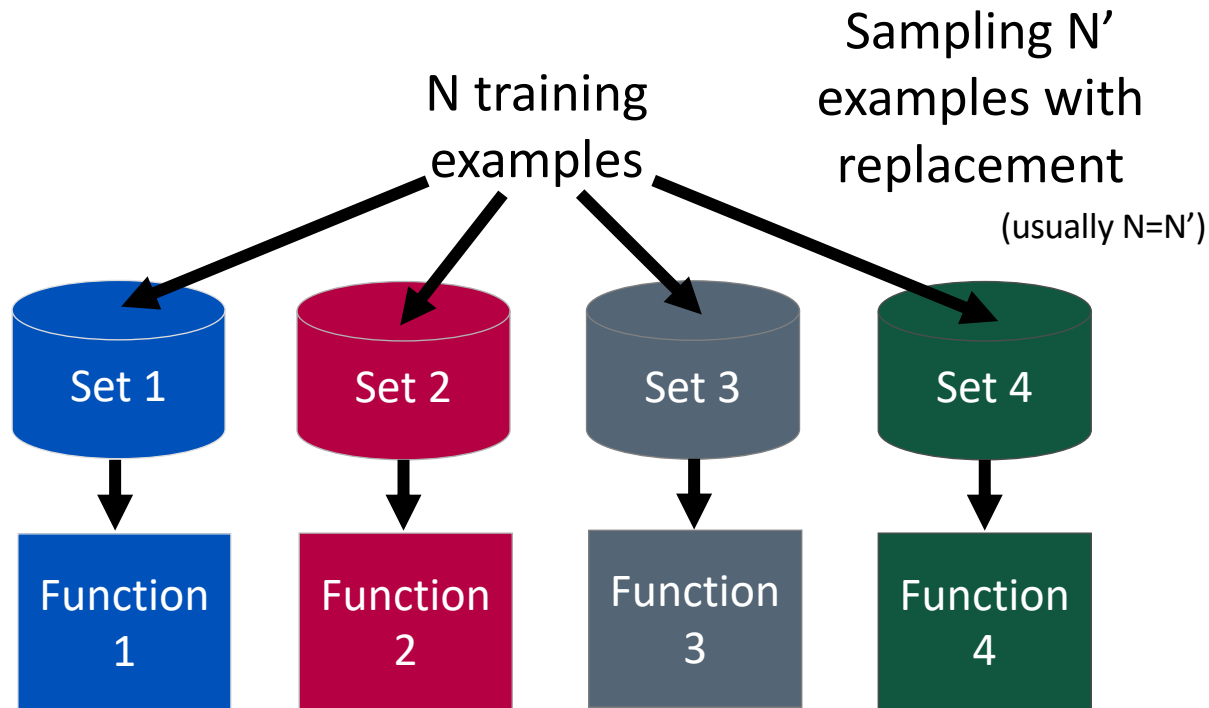 N training
examples
Sampling N’
examples with
replacement
(usually N=N’)
Set 1
Set 2
Set 3
Set 4
Function
1
Function
2
Function
3
Function
4